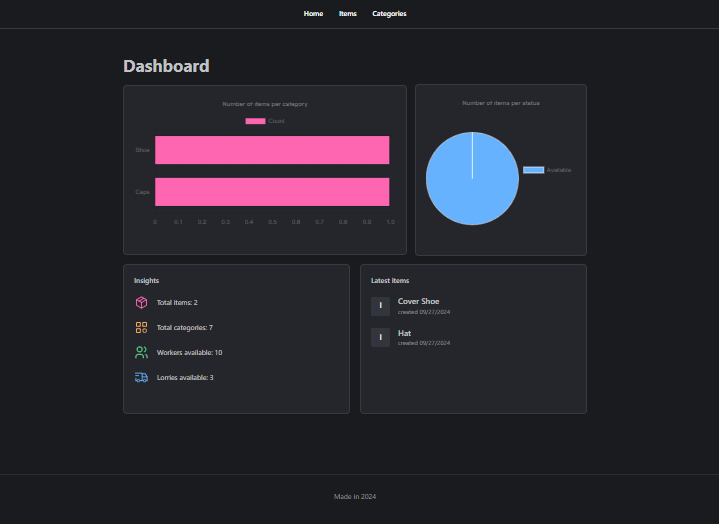 Home Items Categories
Dashboard
Number of items per category
Count
Shoe
Cape
0 0.1 0.2 0.3 0.4 0.5 0.6 0.7 0.8 0.9 1.0
Number of items per status
Available
Insights
Total items: 2
Total categories: 7
Workers available: 10
Lorries available: 3
Latest items
I
Cover Shoe
created 09/27/2024
I
Hat
created 09/27/2024
Made in 2024